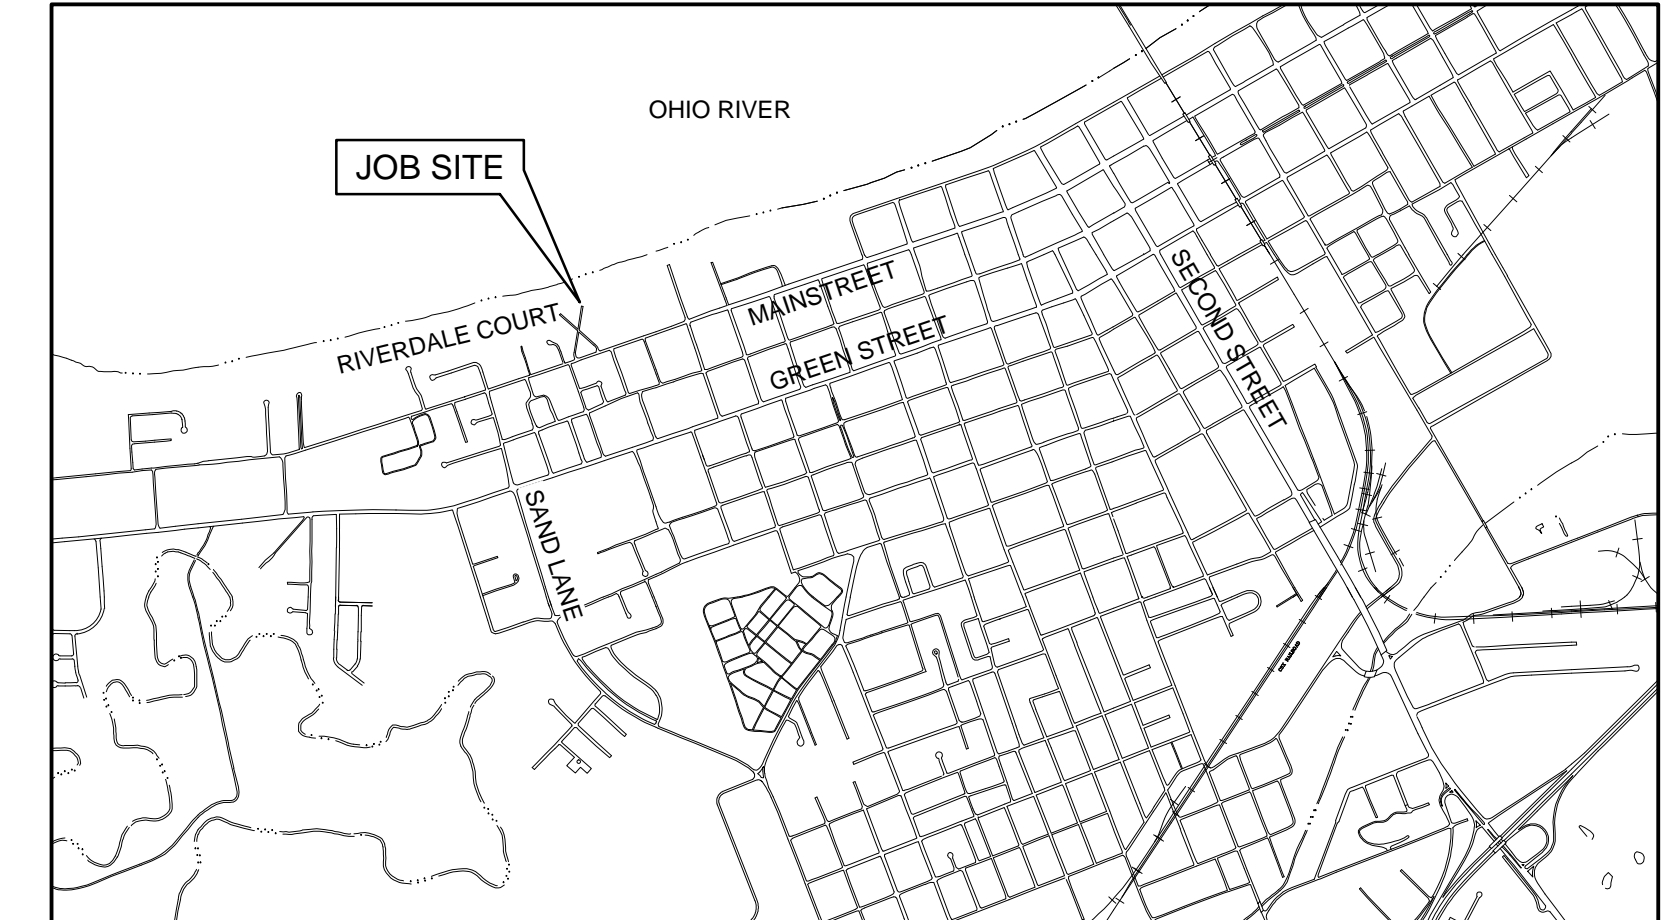 OHIO RIVER
JOB SITE
RIVERDALE COURT
MAINSTREET
GREEN STREET
SECOND STREET
SAND LANE